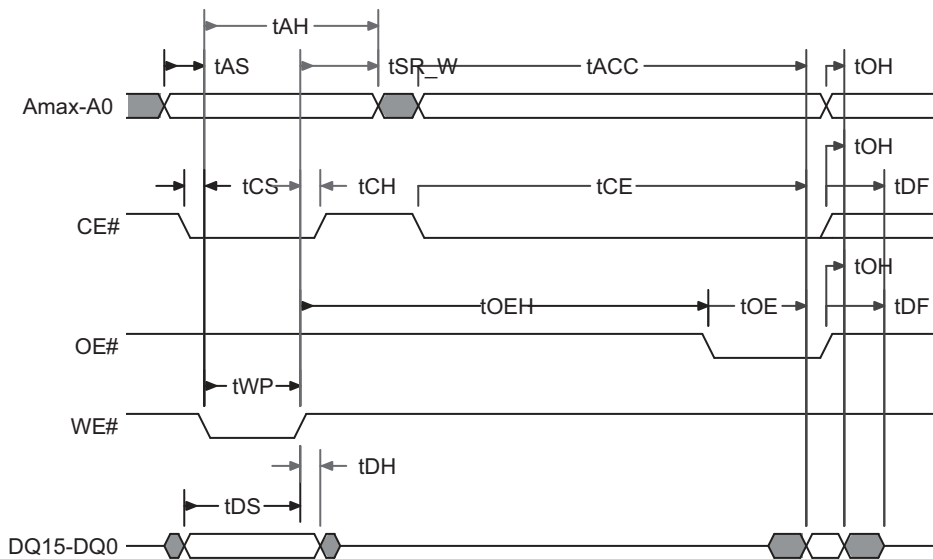 tAH
tAS
tSR_W
tACC
tOH
Amax-A0
tOH
tCS
tCH
tCE
tDF
CE#
tOH
tOEH
tOE
tDF
OE#
tWP
WE#
tDH
tDS
DQ15-DQ0